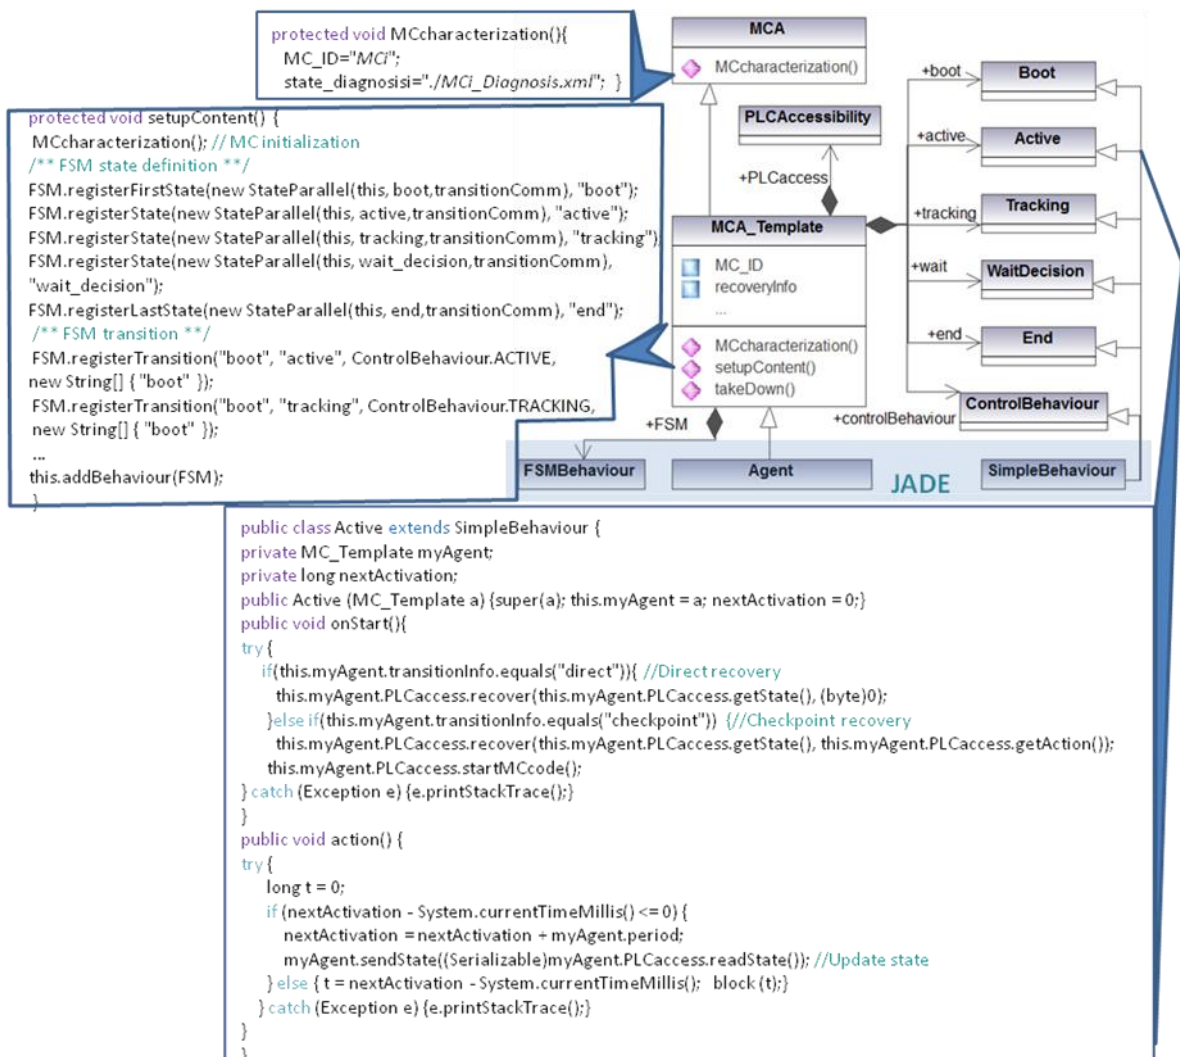 protected void MCcharacterization(){
MC_ID="MCi";
state_diagnosisi="./MCi_Diagnosis.xml"; }
protected void setupContent() {
MCcharacterization(); // MC initialization
/** FSM state definition **/
FSM.registerFirstState(new StateParallel(this, boot,transitionComm), "boot");
FSM.registerState(new StateParallel(this, active,transitionComm), "active");
FSM.registerState(new StateParallel(this, tracking,transitionComm), "tracking");
FSM.registerState(new StateParallel(this, wait_decision,transitionComm),
"wait_decision");
FSM.registerLastState(new StateParallel(this, end,transitionComm), "end");
/** FSM transition **/
FSM.registerTransition("boot", "active", ControlBehaviour.ACTIVE,
new String[] { "boot" });
FSM.registerTransition("boot", "tracking", ControlBehaviour.TRACKING,
new String[] { "boot" });
...
this.addBehaviour(FSM);
}
MCA
MCcharacterization()
PLCAccessibility
+PLCaccess
MCA_Template
MC_ID
recoveryInfo
...
MCcharacterization()
setupContent()
takeDown()
+boot
Boot
+active
Active
+tracking
Tracking
+wait
WaitDecision
+end
End
+controlBehaviour
ControlBehaviour
+FSM
FSMBehaviour
Agent
JADE
SimpleBehaviour
public class Active extends SimpleBehaviour {
private MC_Template myAgent;
private long nextActivation;
public Active (MC_Template a) {super(a); this.myAgent = a; nextActivation = 0;}
public void onStart(){
try {
if(this.myAgent.transitionInfo.equals("direct")){ //Direct recovery
this.myAgent.PLCaccess.recover(this.myAgent.PLCaccess.getState(), (byte)0);
}else if(this.myAgent.transitionInfo.equals("checkpoint")) {//Checkpoint recovery
this.myAgent.PLCaccess.recover(this.myAgent.PLCaccess.getState(), this.myAgent.PLCaccess.getAction());
this.myAgent.PLCaccess.startMCcode();
} catch (Exception e) {e.printStackTrace();}
}
public void action() {
try {
long t = 0;
if (nextActivation - System.currentTimeMillis() <= 0) {
nextActivation = nextActivation + myAgent.period;
myAgent.sendState((Serializable)myAgent.PLCaccess.readState()); //Update state
} else { t = nextActivation - System.currentTimeMillis(); block (t);}
} catch (Exception e) {e.printStackTrace();}
}
}